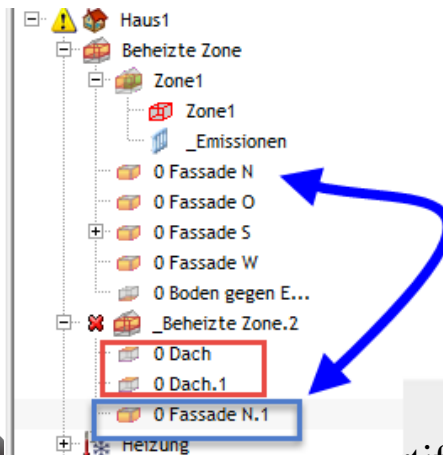 Haus1
Beheizte Zone
Zone1
Zone1
_Emissionen
0 Fassade N
0 Fassade O
0 Fassade S
0 Fassade W
0 Boden gegen E...
_Beheizte Zone.2
0 Dach
0 Dach.1
0 Fassade N.1
Heizung